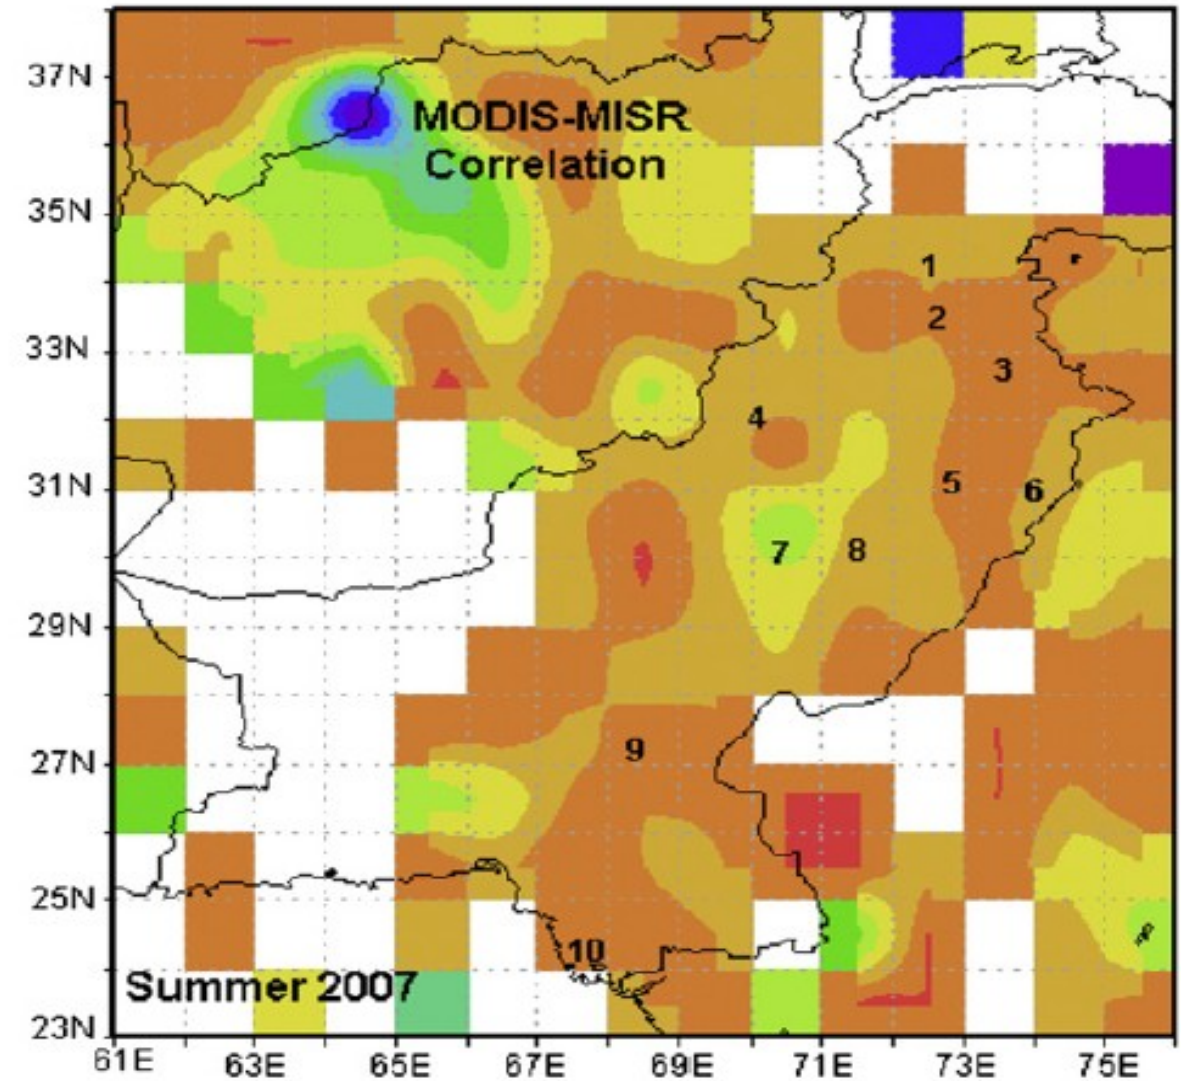 37N
MODIS-MISR
Correlation
35N
1
2
33N
3
4
31N
5
6
7
8
29N
9
27N
25N
10
Summer 2007
23N
61E 63E 65E 67E 69E 71E 73E 75E